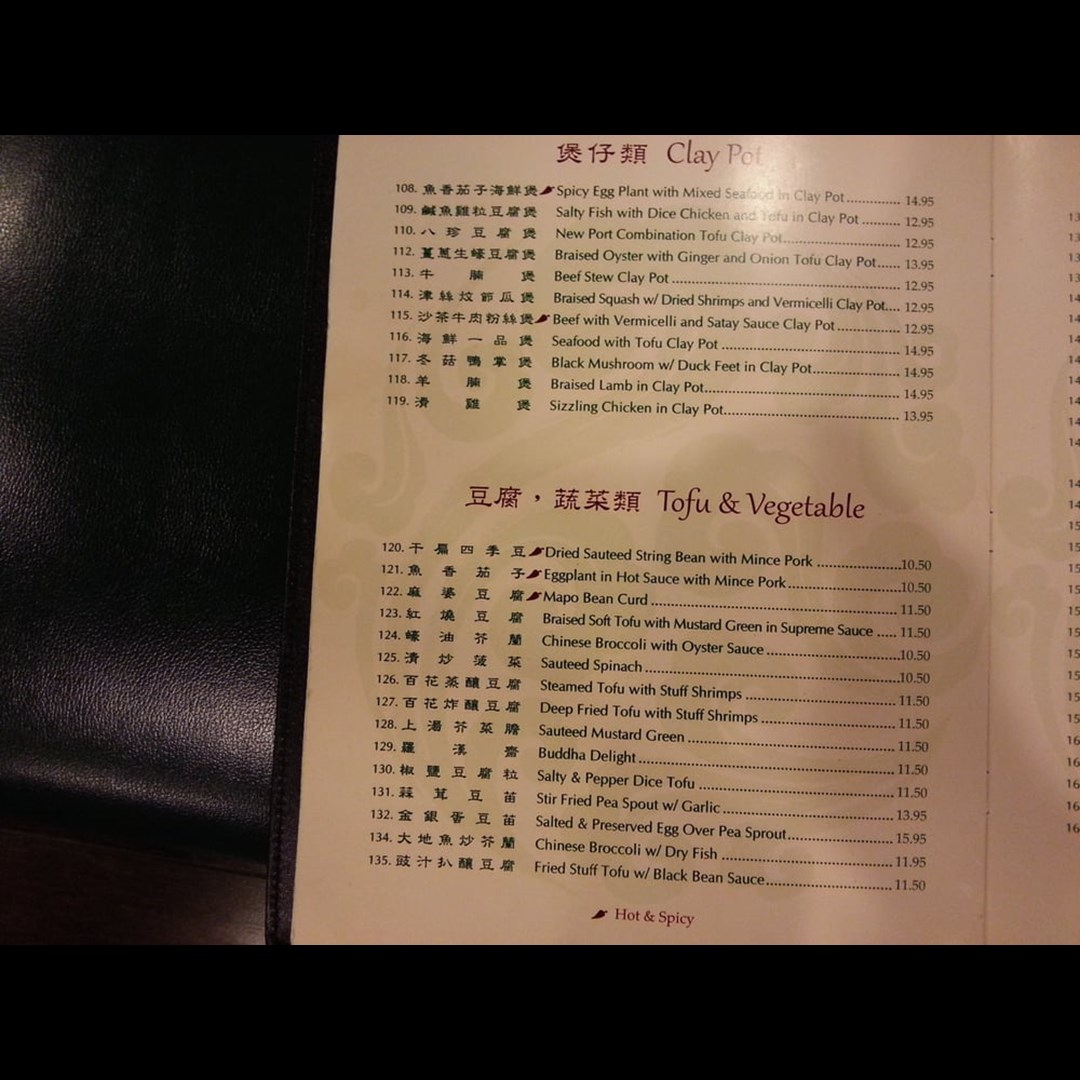 煲仔類 Clay Pot
108. 魚香茄子海鮮煲 Spicy Egg Plant with Mixed Seafood in Clay Pot 14.95
109. 鹹魚雞粒豆腐煲 Salty Fish with Dice Chicken and Tofu in Clay Pot 12.95
110. 八珍豆腐煲 New Port Combination Tofu Clay Pot 12.95
112. 薑蔥生蠔豆腐煲 Braised Oyster with Ginger and Onion Tofu Clay Pot 13.95
113. 牛腩煲 Beef Stew Clay Pot 12.95
114. 津絲炆節瓜煲 Braised Squash w/ Dried Shrimps and Vermicelli Clay Pot 12.95
115. 沙茶牛肉粉絲煲 Beef with Vermicelli and Satay Sauce Clay Pot 12.95
116. 海鮮一品煲 Seafood with Tofu Clay Pot 14.95
117. 冬菇鴨掌煲 Black Mushroom w/ Duck Feet in Clay Pot 14.95
118. 羊腩煲 Braised Lamb in Clay Pot 14.95
119. 滑雞煲 Sizzling Chicken in Clay Pot 13.95
豆腐，蔬菜類 Tofu & Vegetable
120. 干扁四季豆 Dried Sauteed String Bean with Mince Pork 10.50
121. 魚香茄子 Eggplant in Hot Sauce with Mince Pork 10.50
122. 麻婆豆腐 Mapo Bean Curd 11.50
123. 紅燒豆腐 Braised Soft Tofu with Mustard Green in Supreme Sauce 11.50
124. 蠔油芥蘭 Chinese Broccoli with Oyster Sauce 10.50
125. 清炒菠菜 Sauteed Spinach 10.50
126. 百花蒸釀豆腐 Steamed Tofu with Stuff Shrimps 11.50
127. 百花炸釀豆腐 Deep Fried Tofu with Stuff Shrimps 11.50
128. 上湯芥菜膽 Sauteed Mustard Green 11.50
129. 羅漢齋 Buddha Delight 11.50
130. 椒鹽豆腐粒 Salty & Pepper Dice Tofu 11.50
131. 蒜茸豆苗 Stir Fried Pea Spout w/ Garlic 13.95
132. 金銀蛋豆苗 Salted & Preserved Egg Over Pea Sprout 15.95
134. 大地魚炒芥蘭 Chinese Broccoli w/ Dry Fish 11.95
135. 豉汁扒釀豆腐 Fried Stuff Tofu w/ Black Bean Sauce 11.50
Hot & Spicy